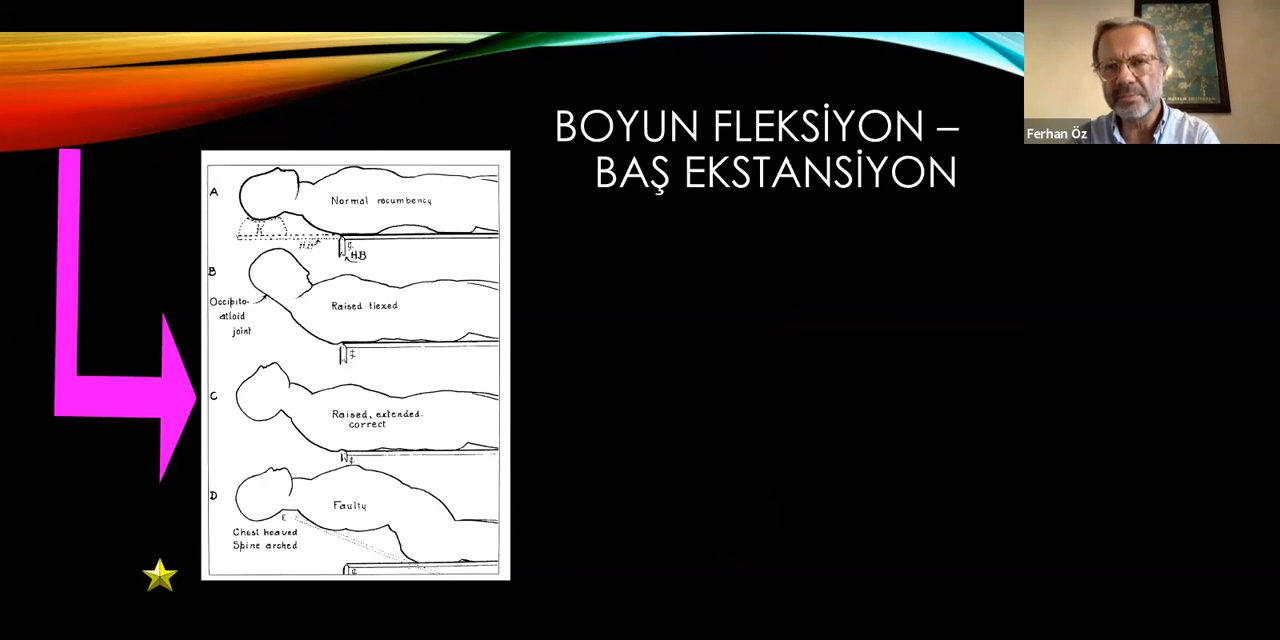 BOYUN FLEKSİYON –
BAŞ EKSTANSİYON
Ferhan Öz
A
Normal recumbency
K
H.B
B
Occipito-
atloid
joint
Raised flexed
C
Raised, extended.
correct
D
Faulty
E
Chest heaved
Spine arched